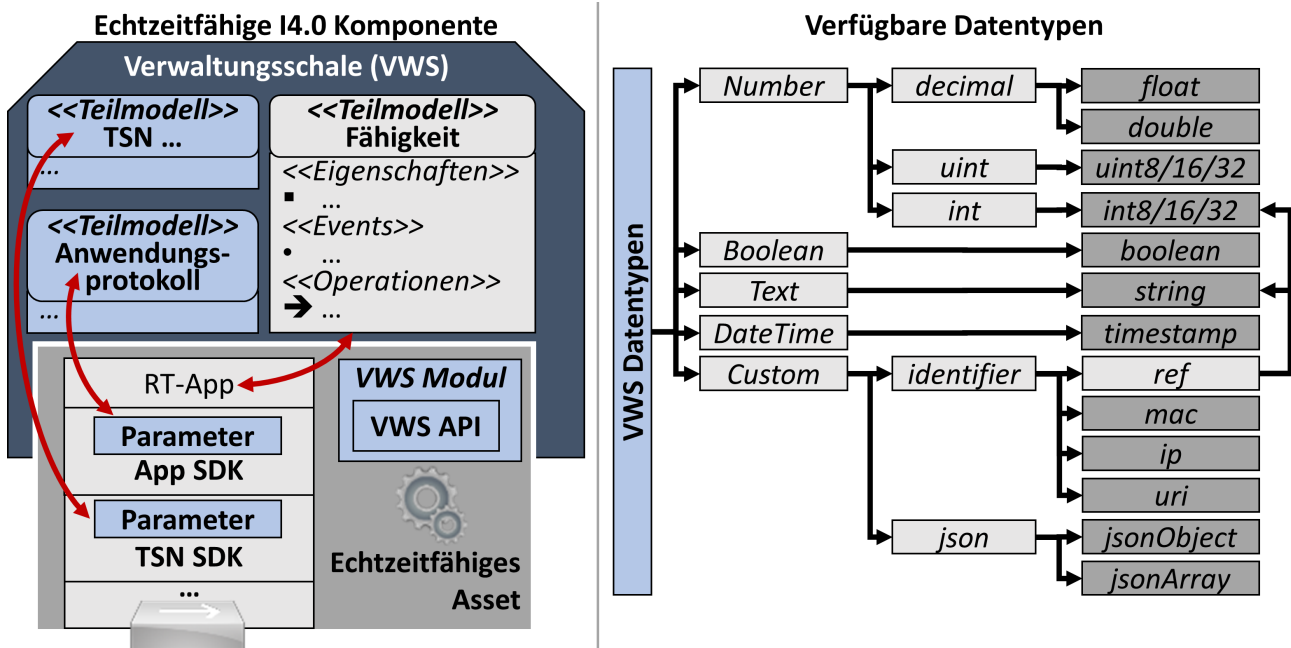 Echtzeitfähige I4.0 Komponente
Verwaltungsschale (VWS)
<<Teilmodell>>
TSN ...
...
<<Teilmodell>>
Anwendungs-
protokoll
...
<<Teilmodell>>
Fähigkeit
<<Eigenschaften>>
▪ ...
<<Events>>
• ...
<<Operationen>>
➔ ...
RT-App
Parameter
App SDK
Parameter
TSN SDK
...
VWS Modul
VWS API
Echtzeitfähiges
Asset
Verfügbare Datentypen
VWS Datentypen
Number
decimal
float
double
uint
uint8/16/32
int
int8/16/32
Boolean
boolean
Text
string
DateTime
timestamp
Custom
identifier
ref
mac
ip
uri
json
jsonObject
jsonArray